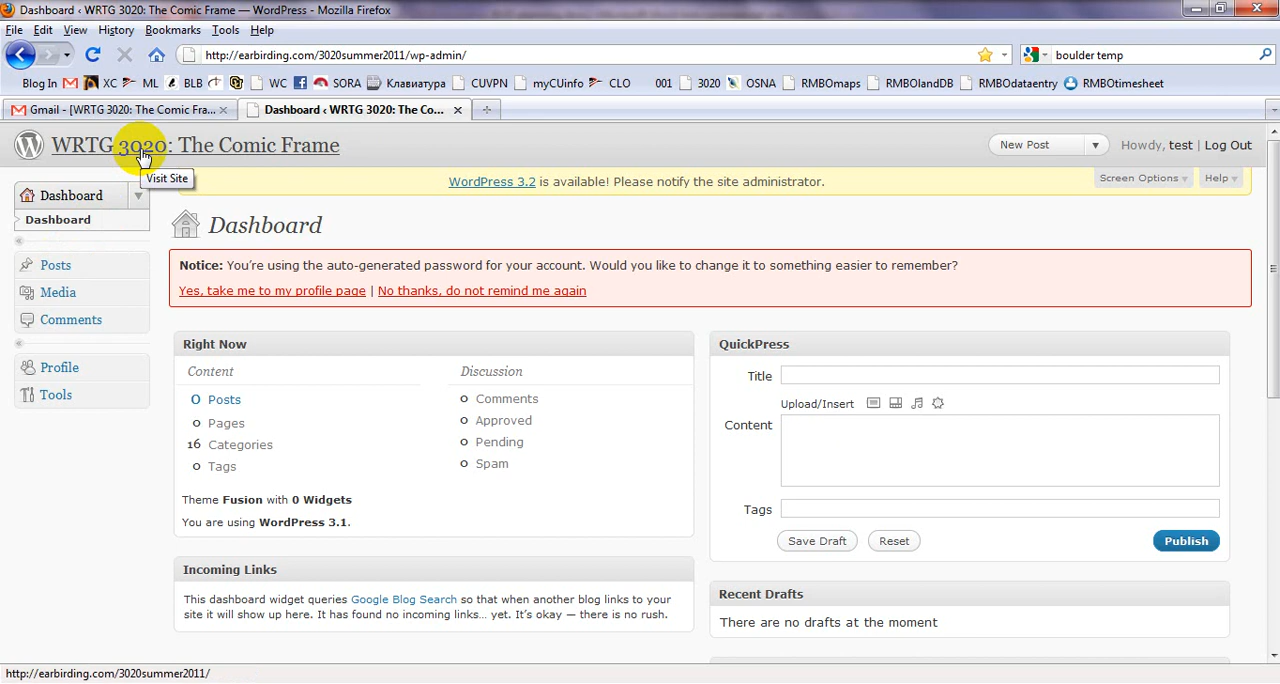 Dashboard ‹ WRTG 3020: The Comic Frame — WordPress - Mozilla Firefox
File Edit View History Bookmarks Tools Help
http://earbirding.com/3020summer2011/wp-admin/ boulder temp
Blog In XC ML BLB WC SORA Клавиатура CUVPN myCUinfo CLO 001 3020 OSNA RMBOmaps RMBOlandDB RMBOdataentry RMBOtimesheet
Gmail - [WRTG 3020: The Comic Fra... Dashboard ‹ WRTG 3020: The Co...
WRTG 3020: The Comic Frame New Post Howdy, test | Log Out
Visit Site
WordPress 3.2 is available! Please notify the site administrator. Screen Options Help
Dashboard
Dashboard
Posts
Media
Comments
Profile
Tools
Dashboard
Notice: You're using the auto-generated password for your account. Would you like to change it to something easier to remember?
Yes, take me to my profile page | No thanks, do not remind me again
Right Now
Content Discussion
0 Posts 0 Comments
0 Pages 0 Approved
16 Categories 0 Pending
0 Tags 0 Spam
Theme Fusion with 0 Widgets
You are using WordPress 3.1.
Incoming Links
This dashboard widget queries Google Blog Search so that when another blog links to your
site it will show up here. It has found no incoming links... yet. It's okay — there is no rush.
QuickPress
Title
Upload/Insert
Content
Tags
Save Draft Reset Publish
Recent Drafts
There are no drafts at the moment
http://earbirding.com/3020summer2011/